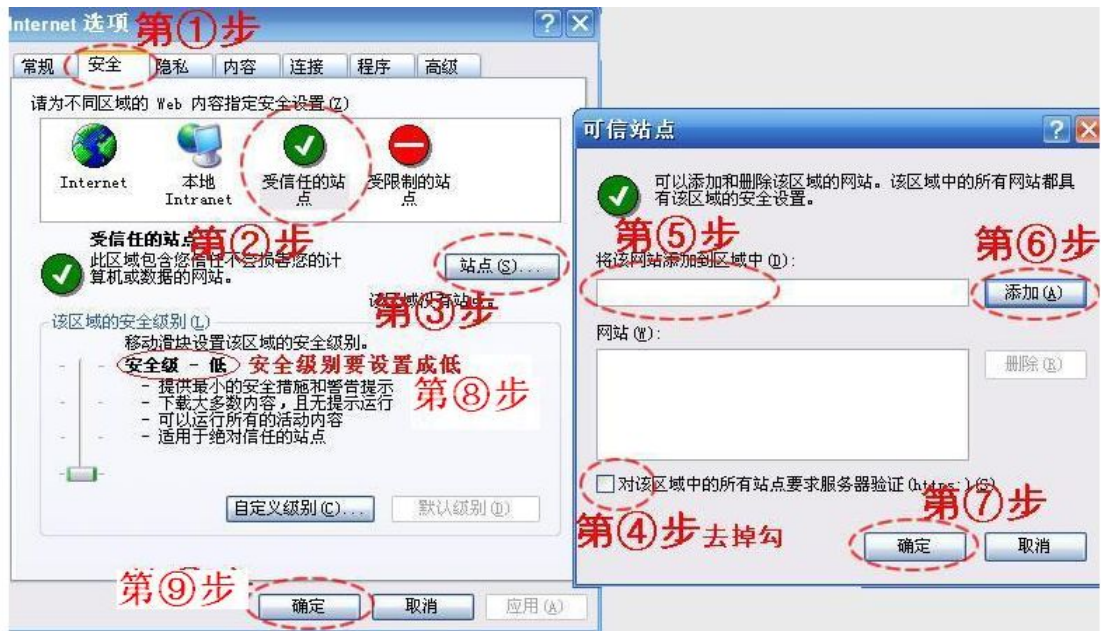 Internet 选项
第①步
常规
安全
隐私
内容
连接
程序
高级
请为不同区域的 Web 内容指定安全设置(Z)
Internet
本地
Intranet
受信任的站
点
受限制的站
点
受信任的站点
第②步
此区域包含您信任不会损害您的计
算机或数据的网站。
站点(S)...
该区域没有站点。
第③步
该区域的安全级别(L)
移动滑块设置该区域的安全级别。
安全级 - 低
安全级别要设置成低
第⑧步
- 提供最小的安全措施和警告提示
- 下载大多数内容，且无提示运行
- 可以运行所有的活动内容
- 适用于绝对信任的站点
自定义级别(C)...
默认级别(D)
第⑨步
确定
取消
应用(A)
可信站点
可以添加和删除该区域的网站。该区域中的所有网站都具
有该区域的安全设置。
第⑤步
第⑥步
将该网站添加到区域中(D):
添加(A)
网站(W):
删除(R)
对该区域中的所有站点要求服务器验证(https:)(S)
第⑦步
第④步去掉勾
确定
取消